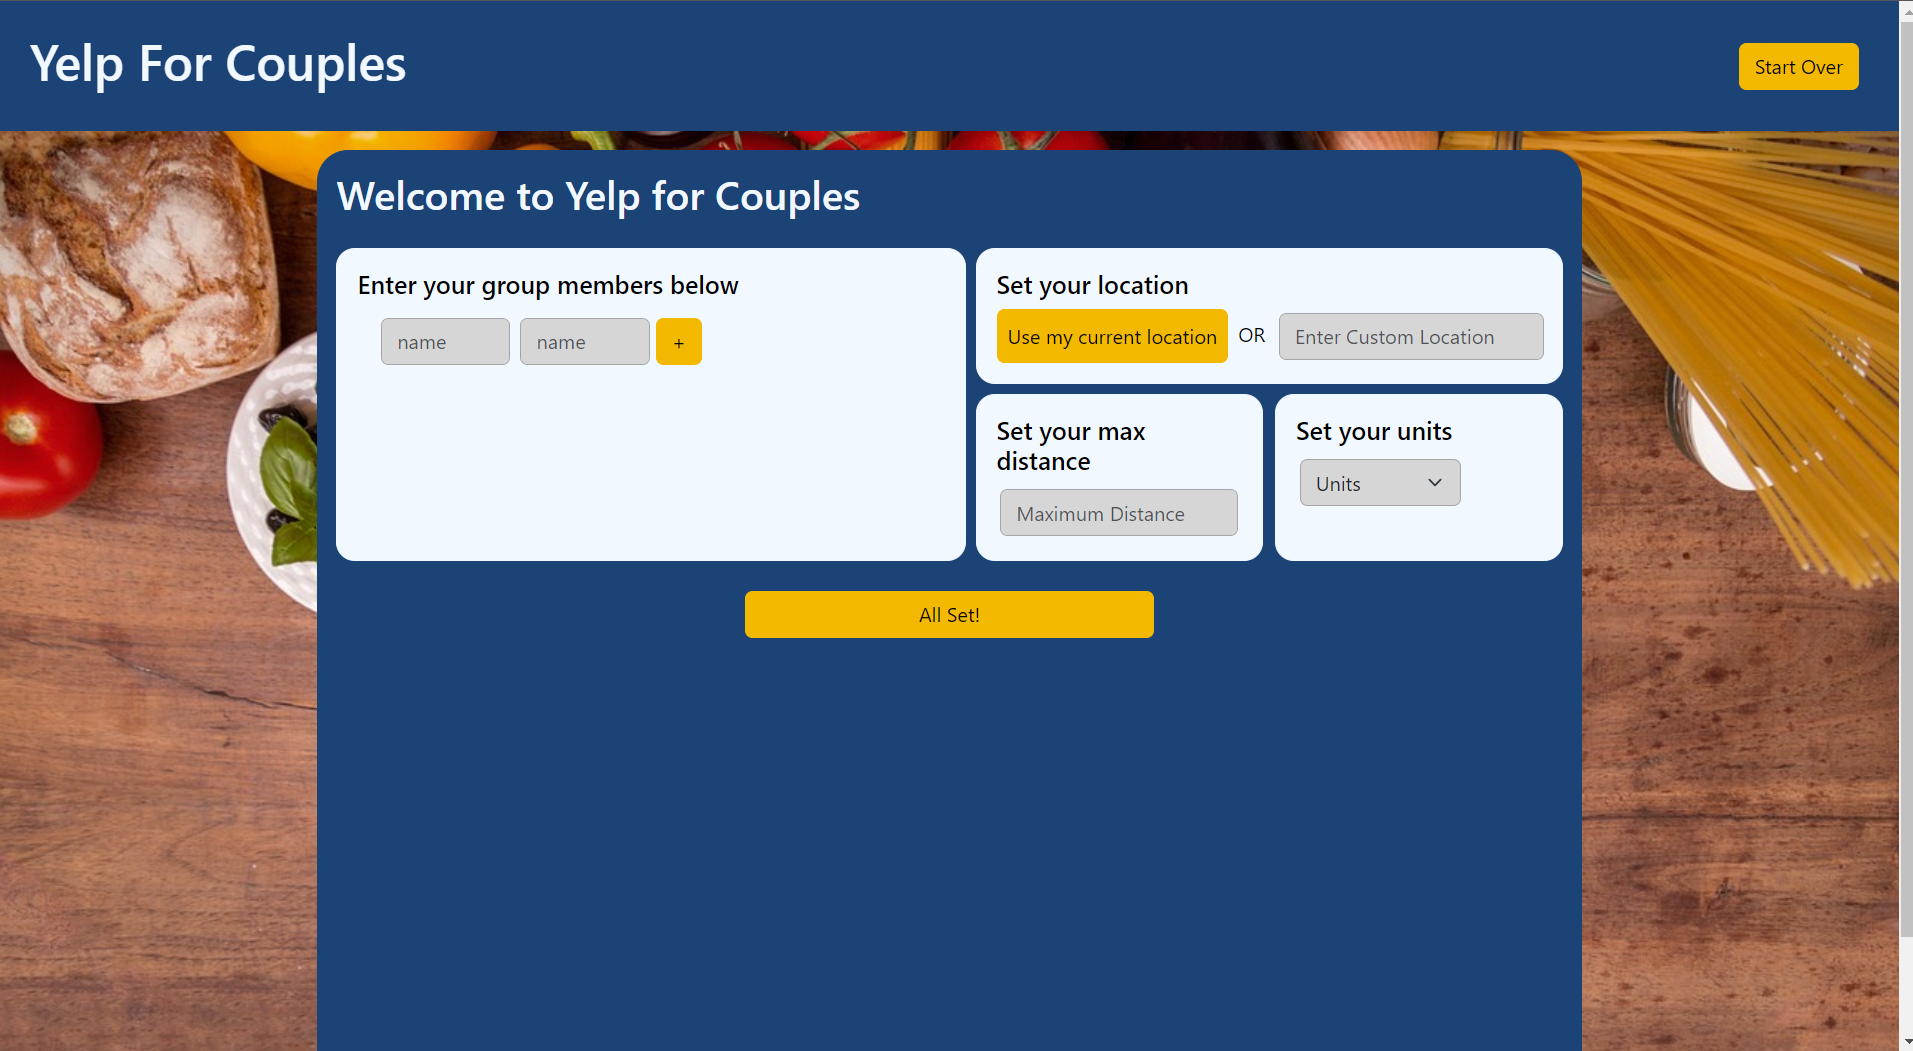 Yelp For Couples
Start Over
Welcome to Yelp for Couples
Enter your group members below
name
name
+
Set your location
Use my current location
OR
Enter Custom Location
Set your max
distance
Maximum Distance
Set your units
Units
All Set!